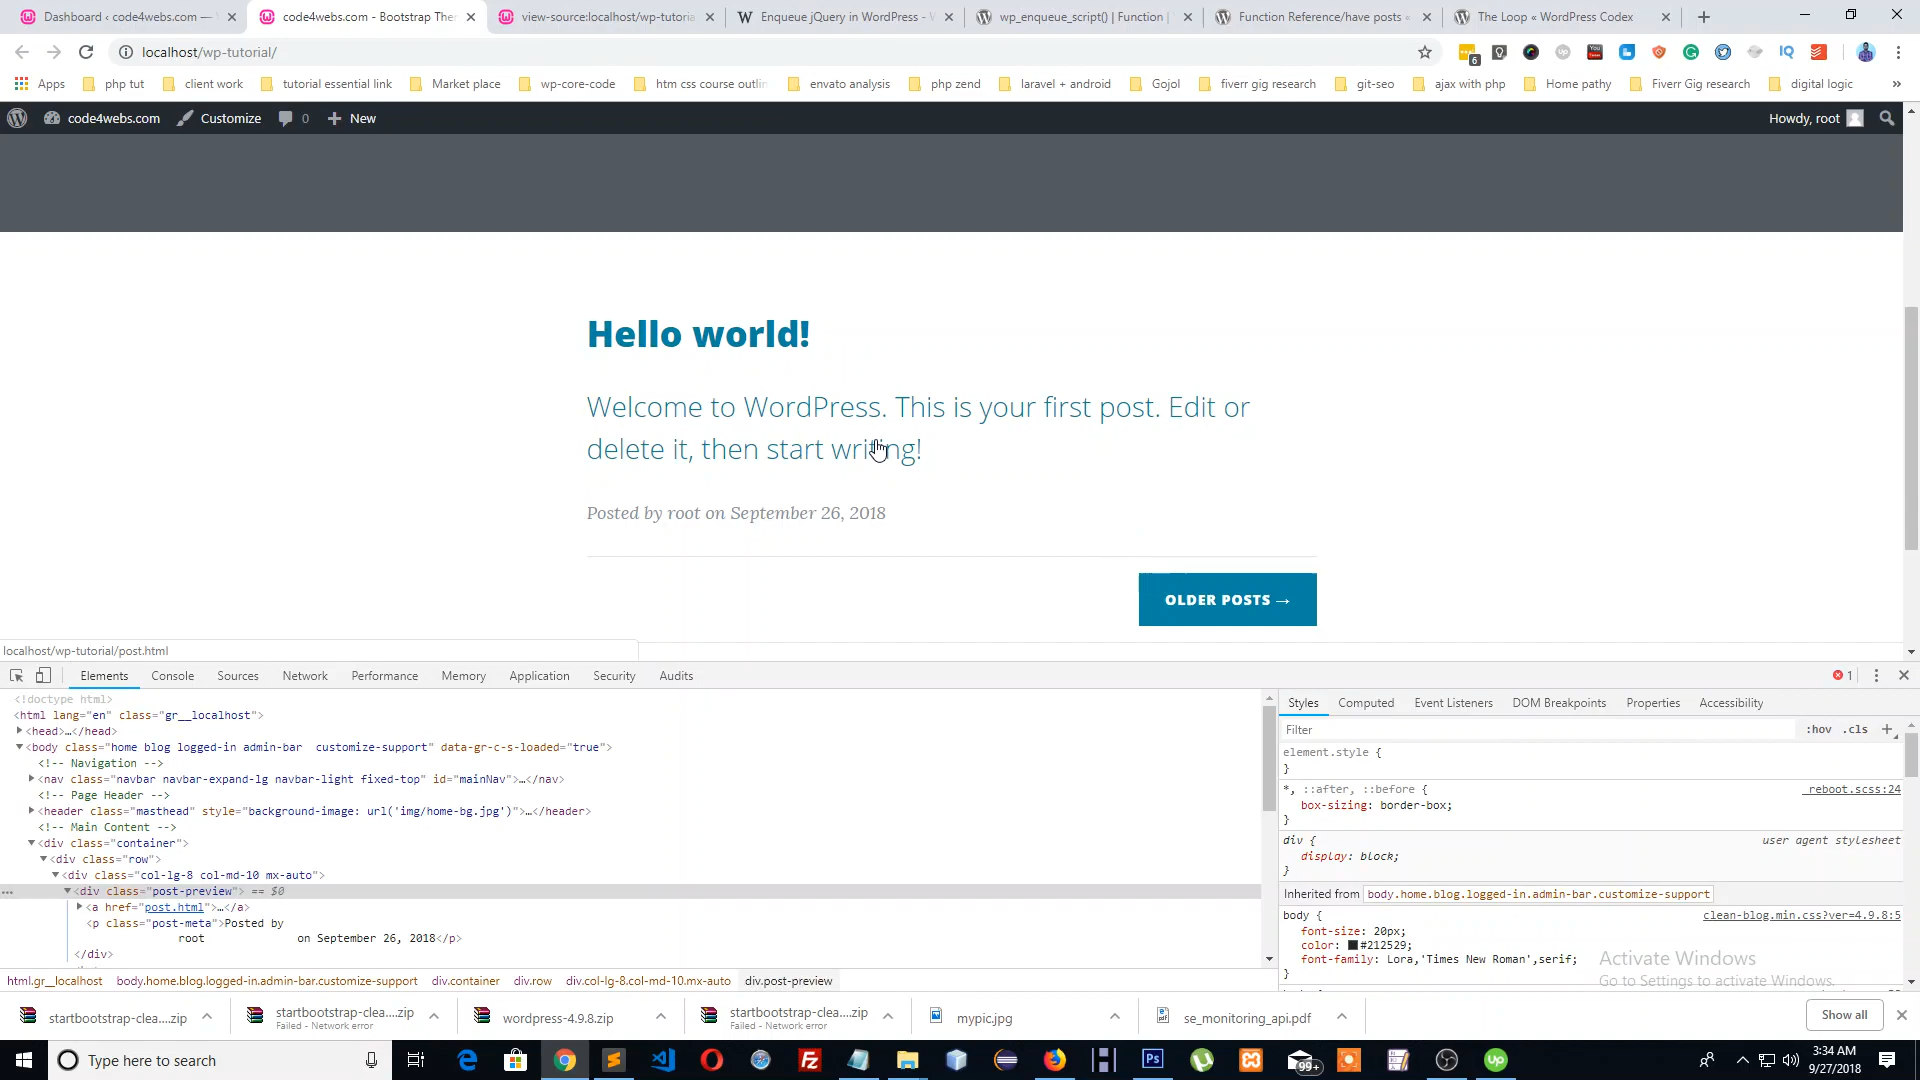 Dashboard ‹ code4webs.com —
code4webs.com - Bootstrap The
view-source:localhost/wp-tutoria
Enqueue jQuery in WordPress -
wp_enqueue_script() | Function |
Function Reference/have posts «
The Loop « WordPress Codex
localhost/wp-tutorial/
Apps
php tut
client work
tutorial essential link
Market place
wp-core-code
htm css course outlin
envato analysis
php zend
laravel + android
Gojol
fiverr gig research
git-seo
ajax with php
Home pathy
Fiverr Gig research
digital logic
»
code4webs.com
Customize
0
New
Howdy, root
Hello world!
Welcome to WordPress. This is your first post. Edit or
delete it, then start writing!
Posted by root on September 26, 2018
OLDER POSTS →
localhost/wp-tutorial/post.html
Elements
Console
Sources
Network
Performance
Memory
Application
Security
Audits
1
<!doctype html>
<html lang="en" class="gr__localhost">
<head>…</head>
<body class="home blog logged-in admin-bar  customize-support" data-gr-c-s-loaded="true">
<!-- Navigation -->
<nav class="navbar navbar-expand-lg navbar-light fixed-top" id="mainNav">…</nav>
<!-- Page Header -->
<header class="masthead" style="background-image: url('img/home-bg.jpg')">…</header>
<!-- Main Content -->
<div class="container">
<div class="row">
<div class="col-lg-8 col-md-10 mx-auto">
<div class="post-preview"> == $0
<a href="post.html">…</a>
<p class="post-meta">Posted by
root on September 26, 2018</p>
</div>
html.gr__localhost
body.home.blog.logged-in.admin-bar.customize-support
div.container
div.row
div.col-lg-8.col-md-10.mx-auto
div.post-preview
Styles
Computed
Event Listeners
DOM Breakpoints
Properties
Accessibility
Filter
:hov
.cls
+
element.style {
}
*, ::after, ::before {
_reboot.scss:24
box-sizing: border-box;
}
div {
user agent stylesheet
display: block;
}
Inherited from body.home.blog.logged-in.admin-bar.customize-support
body {
clean-blog.min.css?ver=4.9.8:5
font-size: 20px;
color: #212529;
font-family: Lora,'Times New Roman',serif;
}
Activate Windows
Go to Settings to activate Windows.
startbootstrap-clea....zip
startbootstrap-clea....zip
Failed - Network error
wordpress-4.9.8.zip
startbootstrap-clea....zip
Failed - Network error
mypic.jpg
se_monitoring_api.pdf
Show all
Type here to search
99+
3:34 AM
9/27/2018